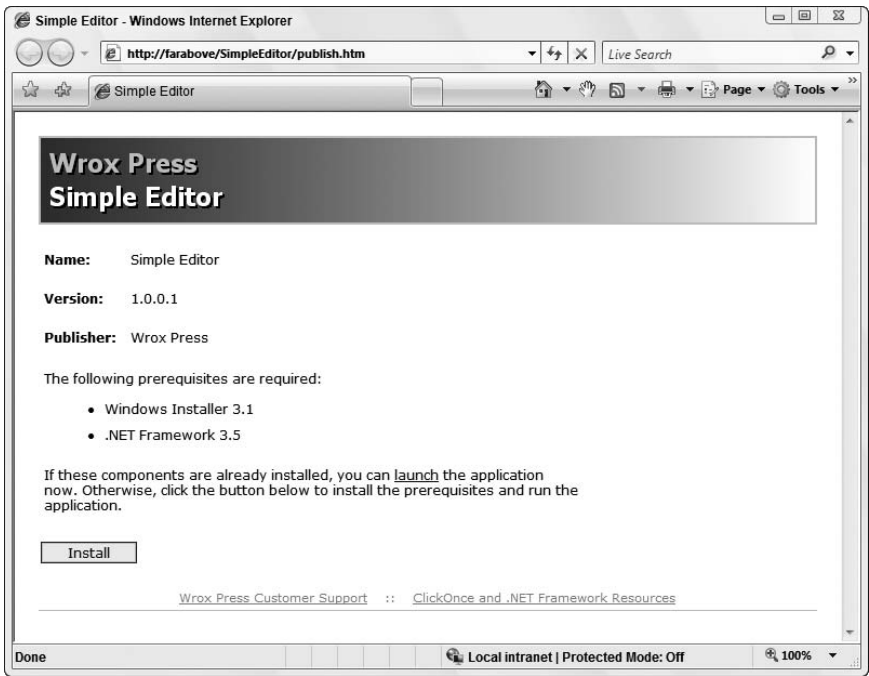 Simple Editor - Windows Internet Explorer
http://farabove/SimpleEditor/publish.htm
Live Search
Simple Editor
Page
Tools
Wrox Press
Simple Editor
Name: Simple Editor
Version: 1.0.0.1
Publisher: Wrox Press
The following prerequisites are required:
• Windows Installer 3.1
• .NET Framework 3.5
If these components are already installed, you can launch the application
now. Otherwise, click the button below to install the prerequisites and run the
application.
Install
Wrox Press Customer Support :: ClickOnce and .NET Framework Resources
Done
Local intranet | Protected Mode: Off
100%